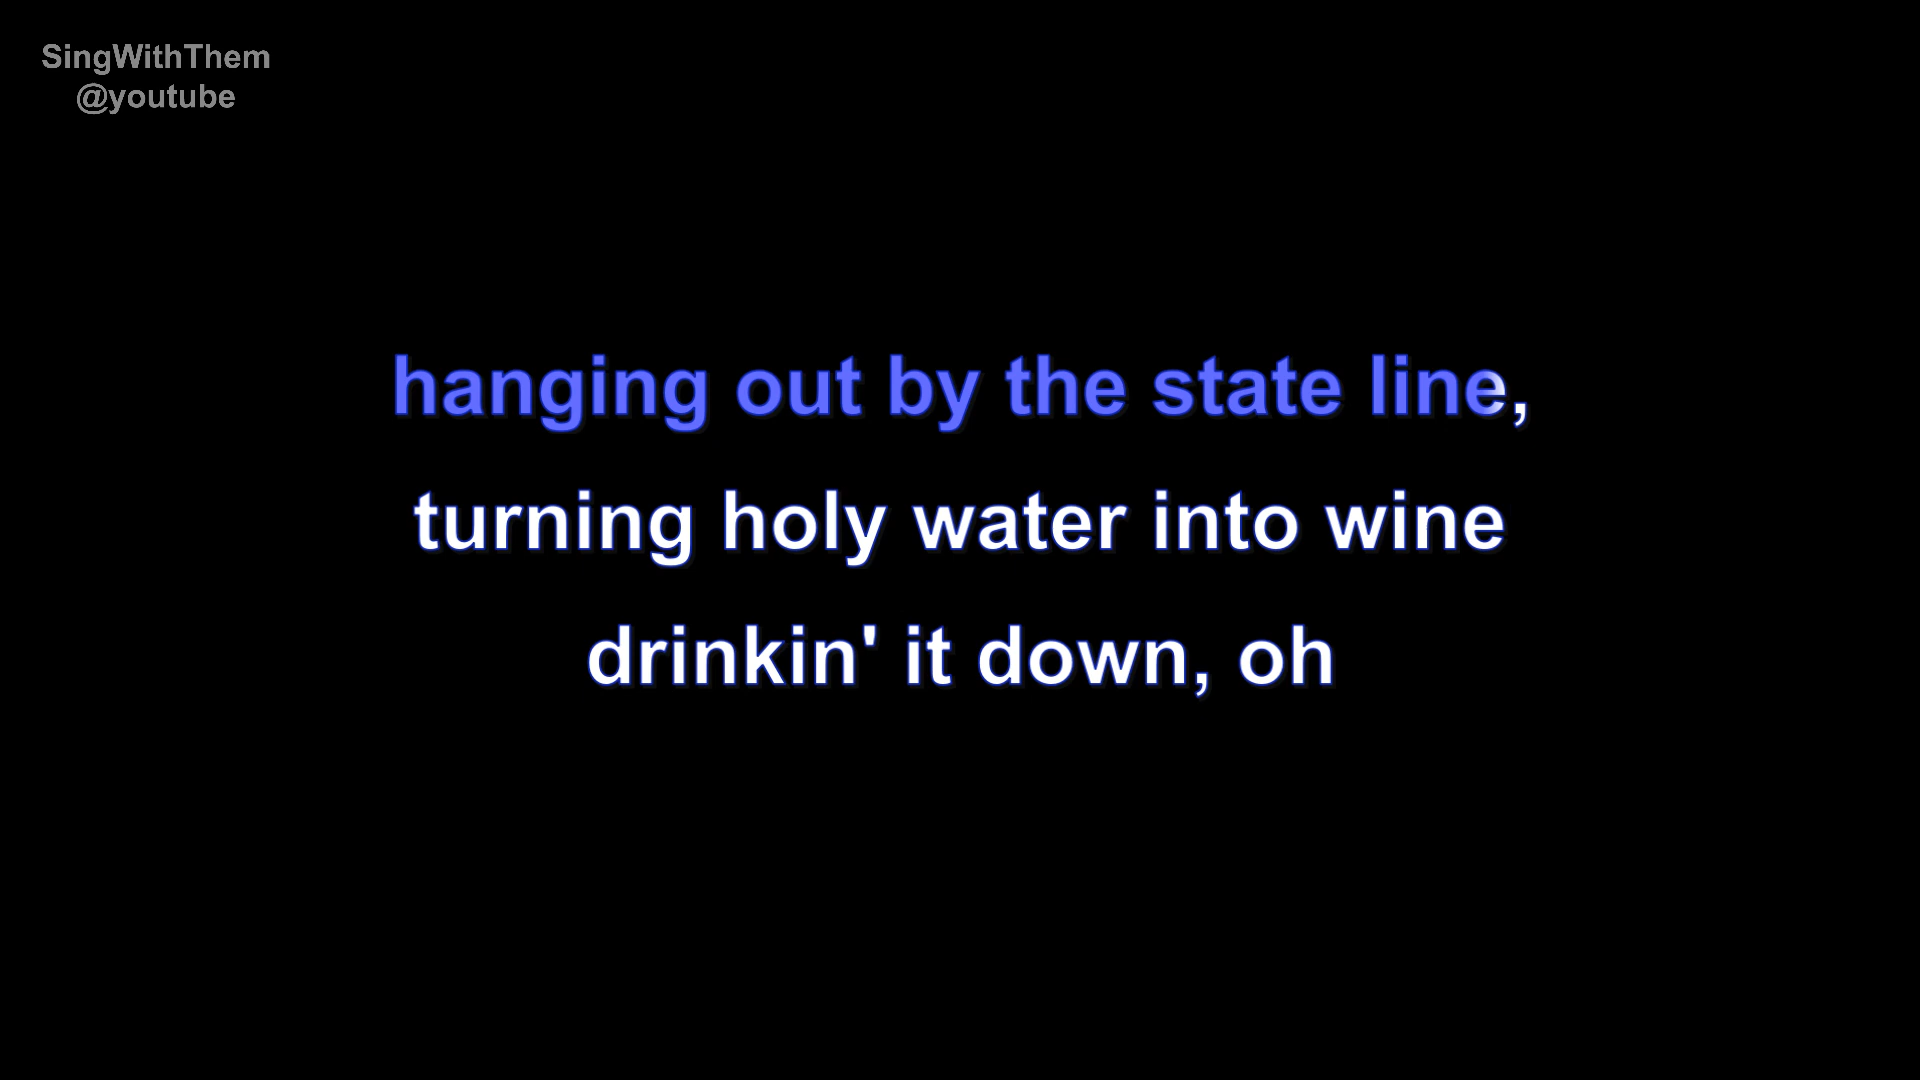 SingWithThem
@youtube
hanging out by the state line,
turning holy water into wine
drinkin' it down, oh